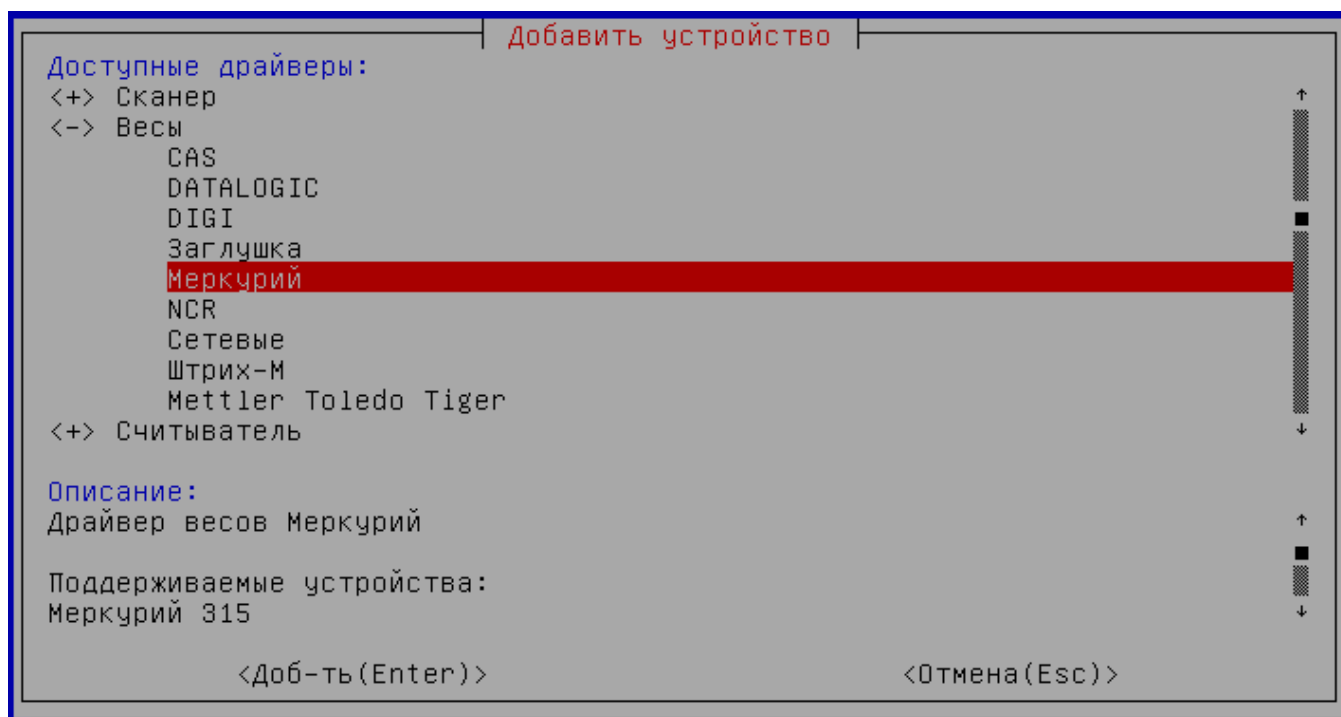 Добавить устройство
Доступные драйверы:
<+> Сканер
<-> Весы
CAS
DATALOGIC
DIGI
Заглушка
Меркурий
NCR
Сетевые
Штрих-М
Mettler Toledo Tiger
<+> Считыватель
Описание:
Драйвер весов Меркурий
Поддерживаемые устройства:
Меркурий 315
<Доб-ть(Enter)> <Отмена(Esc)>